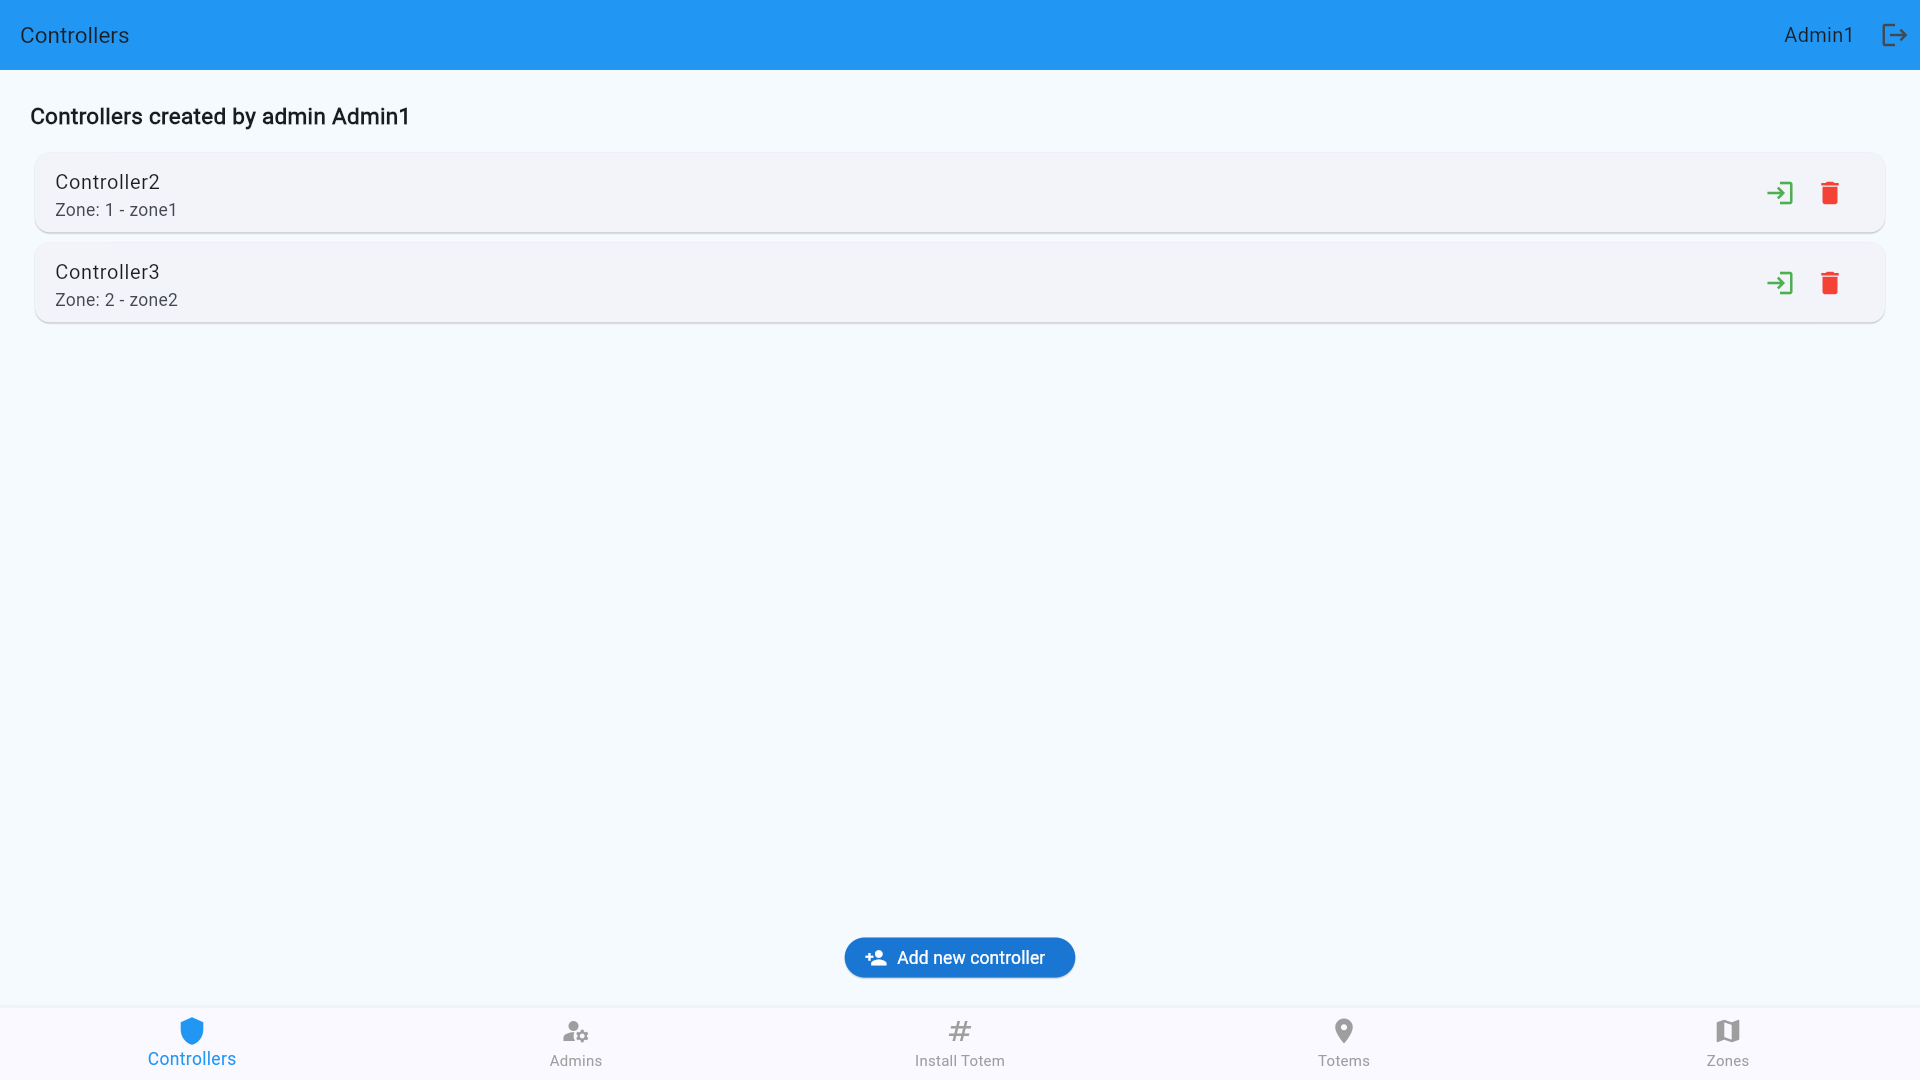 Controllers
Admin1
Controllers created by admin Admin1
Controller2
Zone: 1 - zone1
Controller3
Zone: 2 - zone2
Add new controller
Controllers
Admins
Install Totem
Totems
Zones